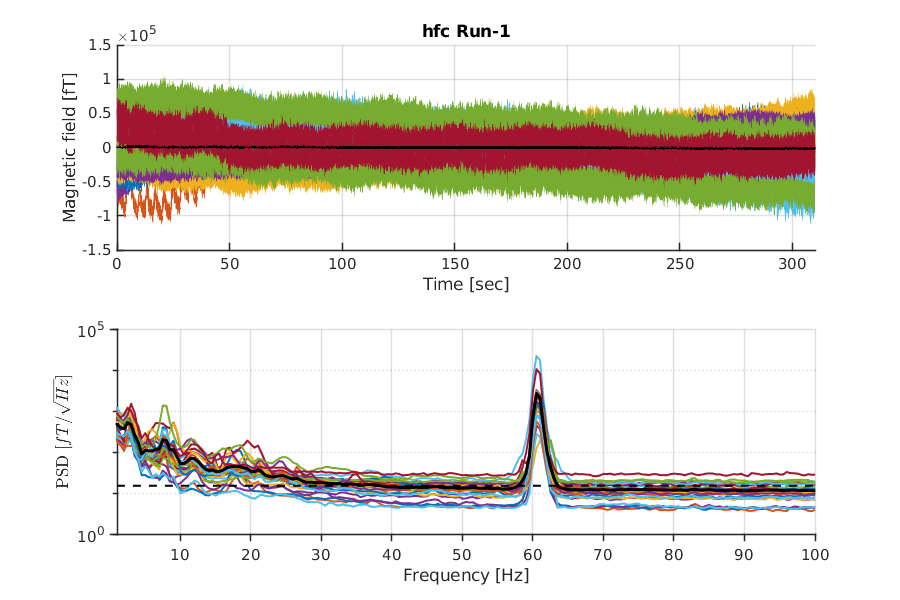 hfc Run-1
×10⁵
1.5
1
0.5
0
-0.5
-1
-1.5
Magnetic field [fT]
0 50 100 150 200 250 300
Time [sec]
10⁵
10⁰
PSD [fT/√Hz]
10 20 30 40 50 60 70 80 90 100
Frequency [Hz]